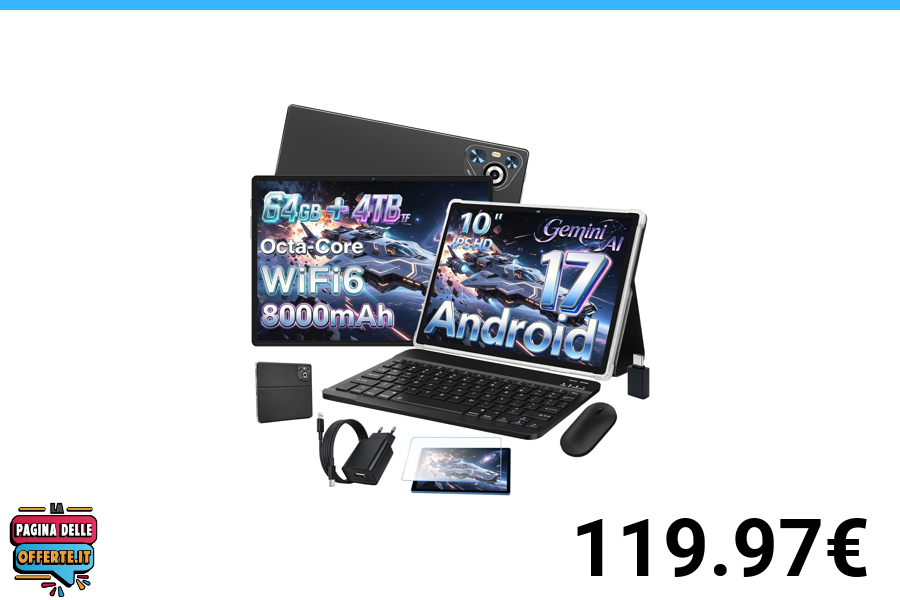 64GB + 4TB TF
Octa-Core
WiFi6
8000mAh
10"
IPS HD
Gemini AI
17
Android
LA
PAGINA DELLE
OFFERTE.IT
119.97€